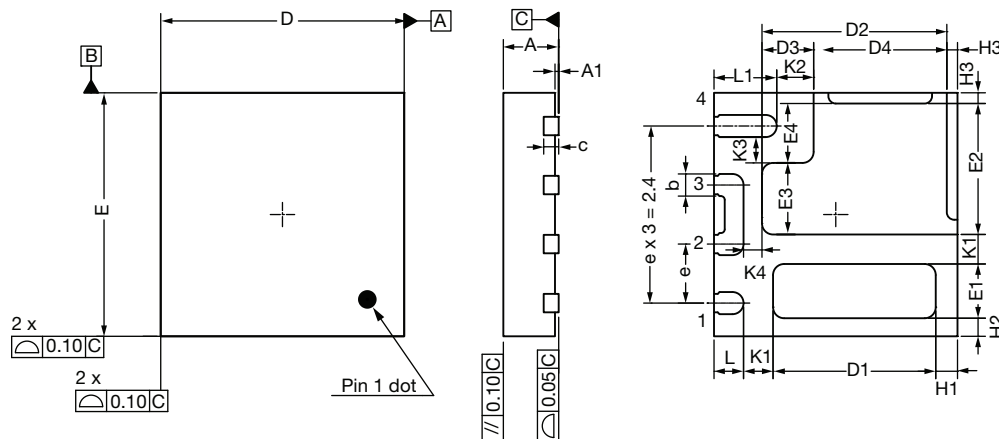 D
A
B
E
2 x
0.10 C
2 x
0.10 C
Pin 1 dot
C
A
A1
c
// 0.10 C
0.05 C
D2
D3
D4
H3
L1
K2
H3
4
E4
K3
E2
e x 3 = 2.4
b
3
E3
2
e
K4
K1
E1
1
H2
L
K1
D1
H1